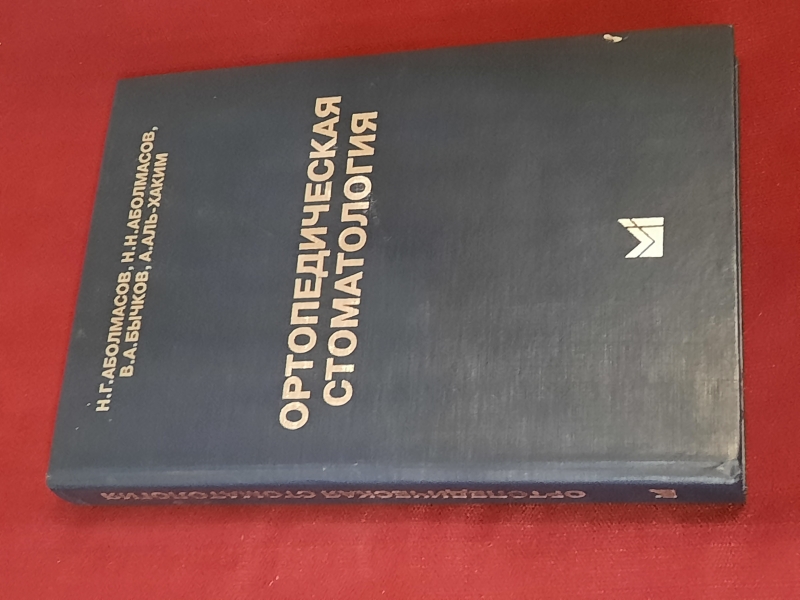 Н.Г.АБОЛМАСОВ, Н.Н.АБОЛМАСОВ,
В.А.БЫЧКОВ, А.АЛЬ-ХАКИМ
ОРТОПЕДИЧЕСКАЯ
СТОМАТОЛОГИЯ
ОРТОПЕДИЧЕСКАЯ СТОМАТОЛОГИЯ